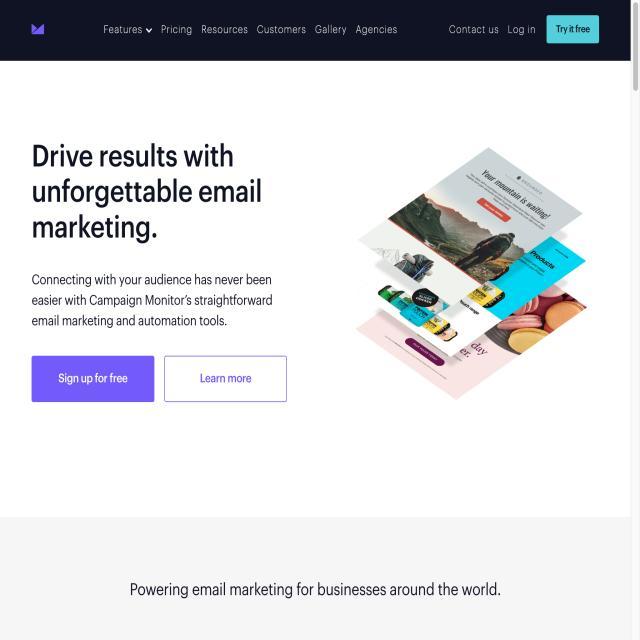 Features Pricing Resources Customers Gallery Agencies Contact us Log in Try it free
Drive results with
unforgettable email
marketing.
Connecting with your audience has never been
easier with Campaign Monitor's straightforward
email marketing and automation tools.
Sign up for free Learn more
Your mountain is waiting!
Products
day
er.
Powering email marketing for businesses around the world.